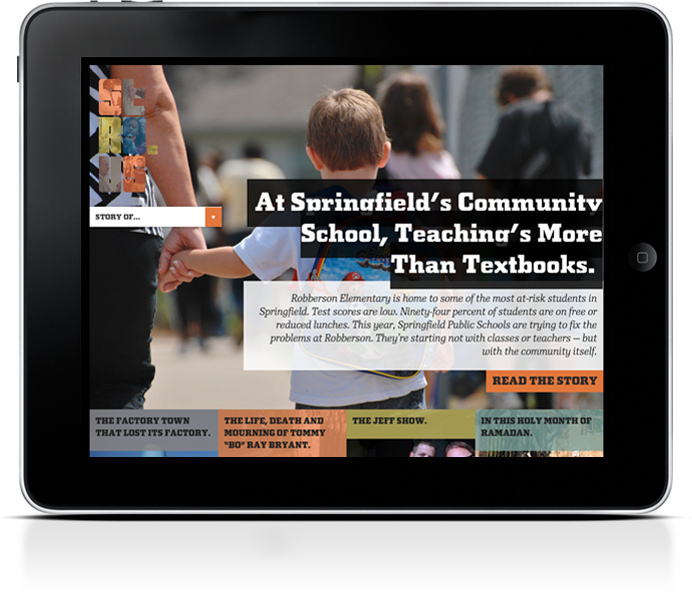 STORY OF...
At Springfield's Community
School, Teaching's More
Than Textbooks.
Robberson Elementary is home to some of the most at-risk students in
Springfield. Test scores are low. Ninety-four percent of students are on free or
reduced lunches. This year, Springfield Public Schools are trying to fix the
problems at Robberson. They're starting not with classes or teachers — but
with the community itself.
READ THE STORY
THE FACTORY TOWN
THAT LOST ITS FACTORY.
THE LIFE, DEATH AND
MOURNING OF TOMMY
"BO" RAY BRYANT.
THE JEFF SHOW.
IN THIS HOLY MONTH OF
RAMADAN.